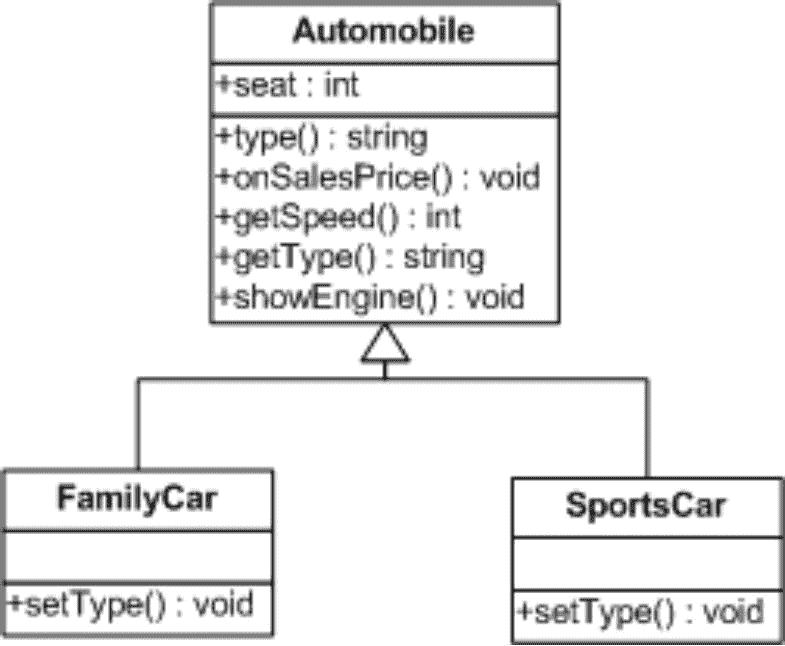 Automobile
+seat : int
+type() : string
+onSalesPrice() : void
+getSpeed() : int
+getType() : string
+showEngine() : void
FamilyCar
+setType() : void
SportsCar
+setType() : void